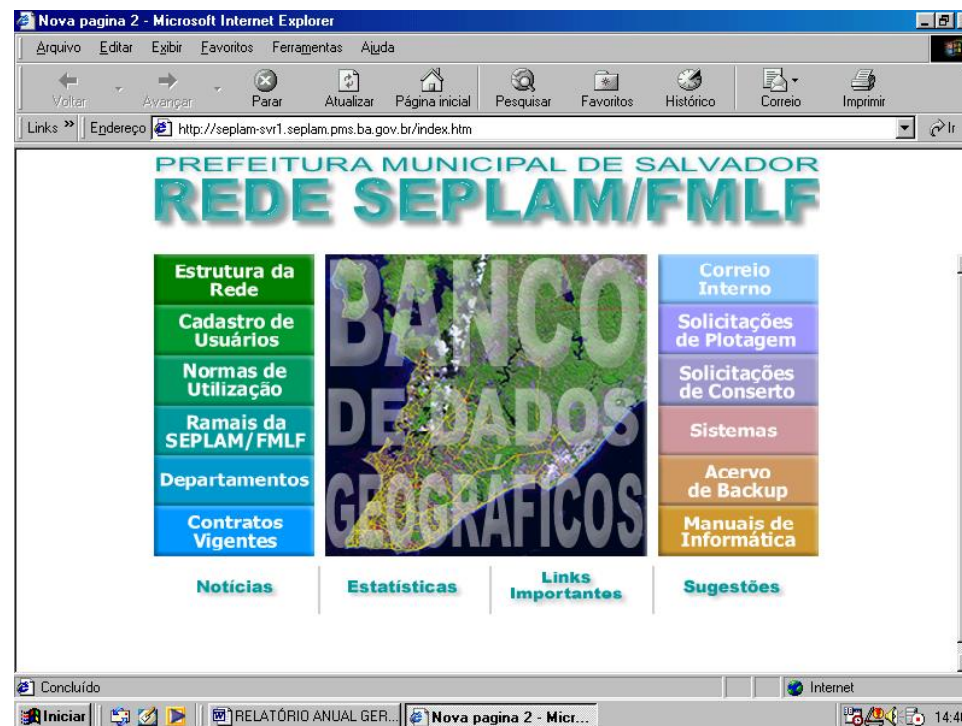 Nova pagina 2 - Microsoft Internet Explorer
Arquivo Editar Exibir Favoritos Ferramentas Ajuda
Voltar Avançar Parar Atualizar Página inicial Pesquisar Favoritos Histórico Correio Imprimir
Links » Endereço http://seplam-svr1.seplam.pms.ba.gov.br/index.htm Ir
PREFEITURA MUNICIPAL DE SALVADOR
REDE SEPLAM/FMLF
Estrutura da
Rede
Cadastro de
Usuários
Normas de
Utilização
Ramais da
SEPLAM/FMLF
Departamentos
Contratos
Vigentes
BANCO
DE DADOS
GEOGRÁFICOS
Correio
Interno
Solicitações
de Plotagem
Solicitações
de Conserto
Sistemas
Acervo
de Backup
Manuais de
Informática
Notícias
Estatísticas
Links
Importantes
Sugestões
Concluído Internet
Iniciar RELATÓRIO ANUAL GER... Nova pagina 2 - Micr...